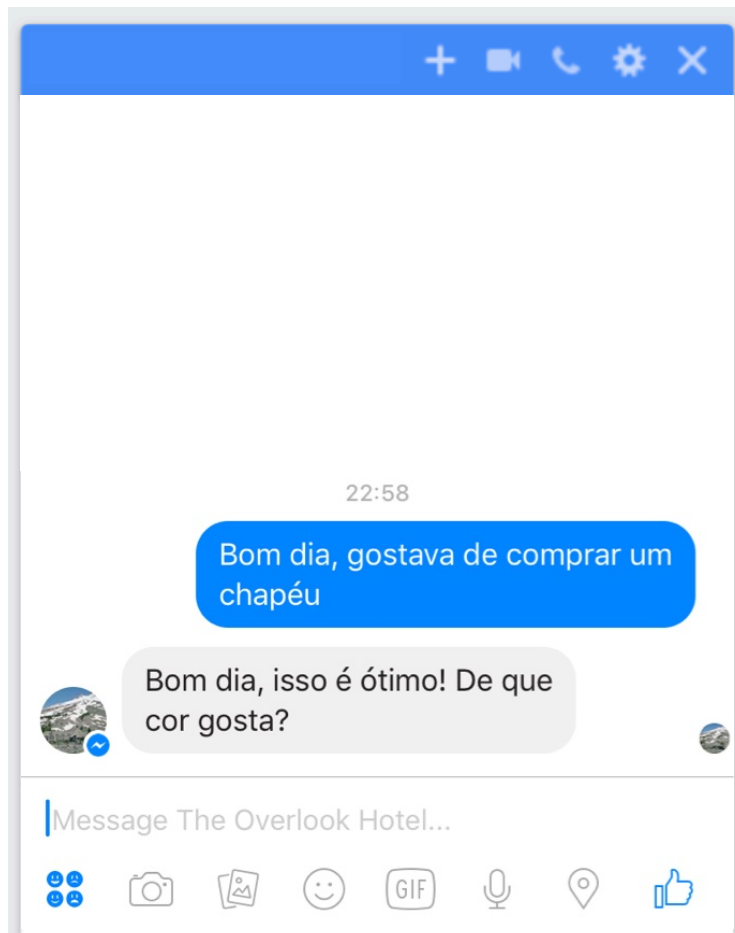 22:58
Bom dia, gostava de comprar um
chapéu
Bom dia, isso é ótimo! De que
cor gosta?
Message The Overlook Hotel...
GIF